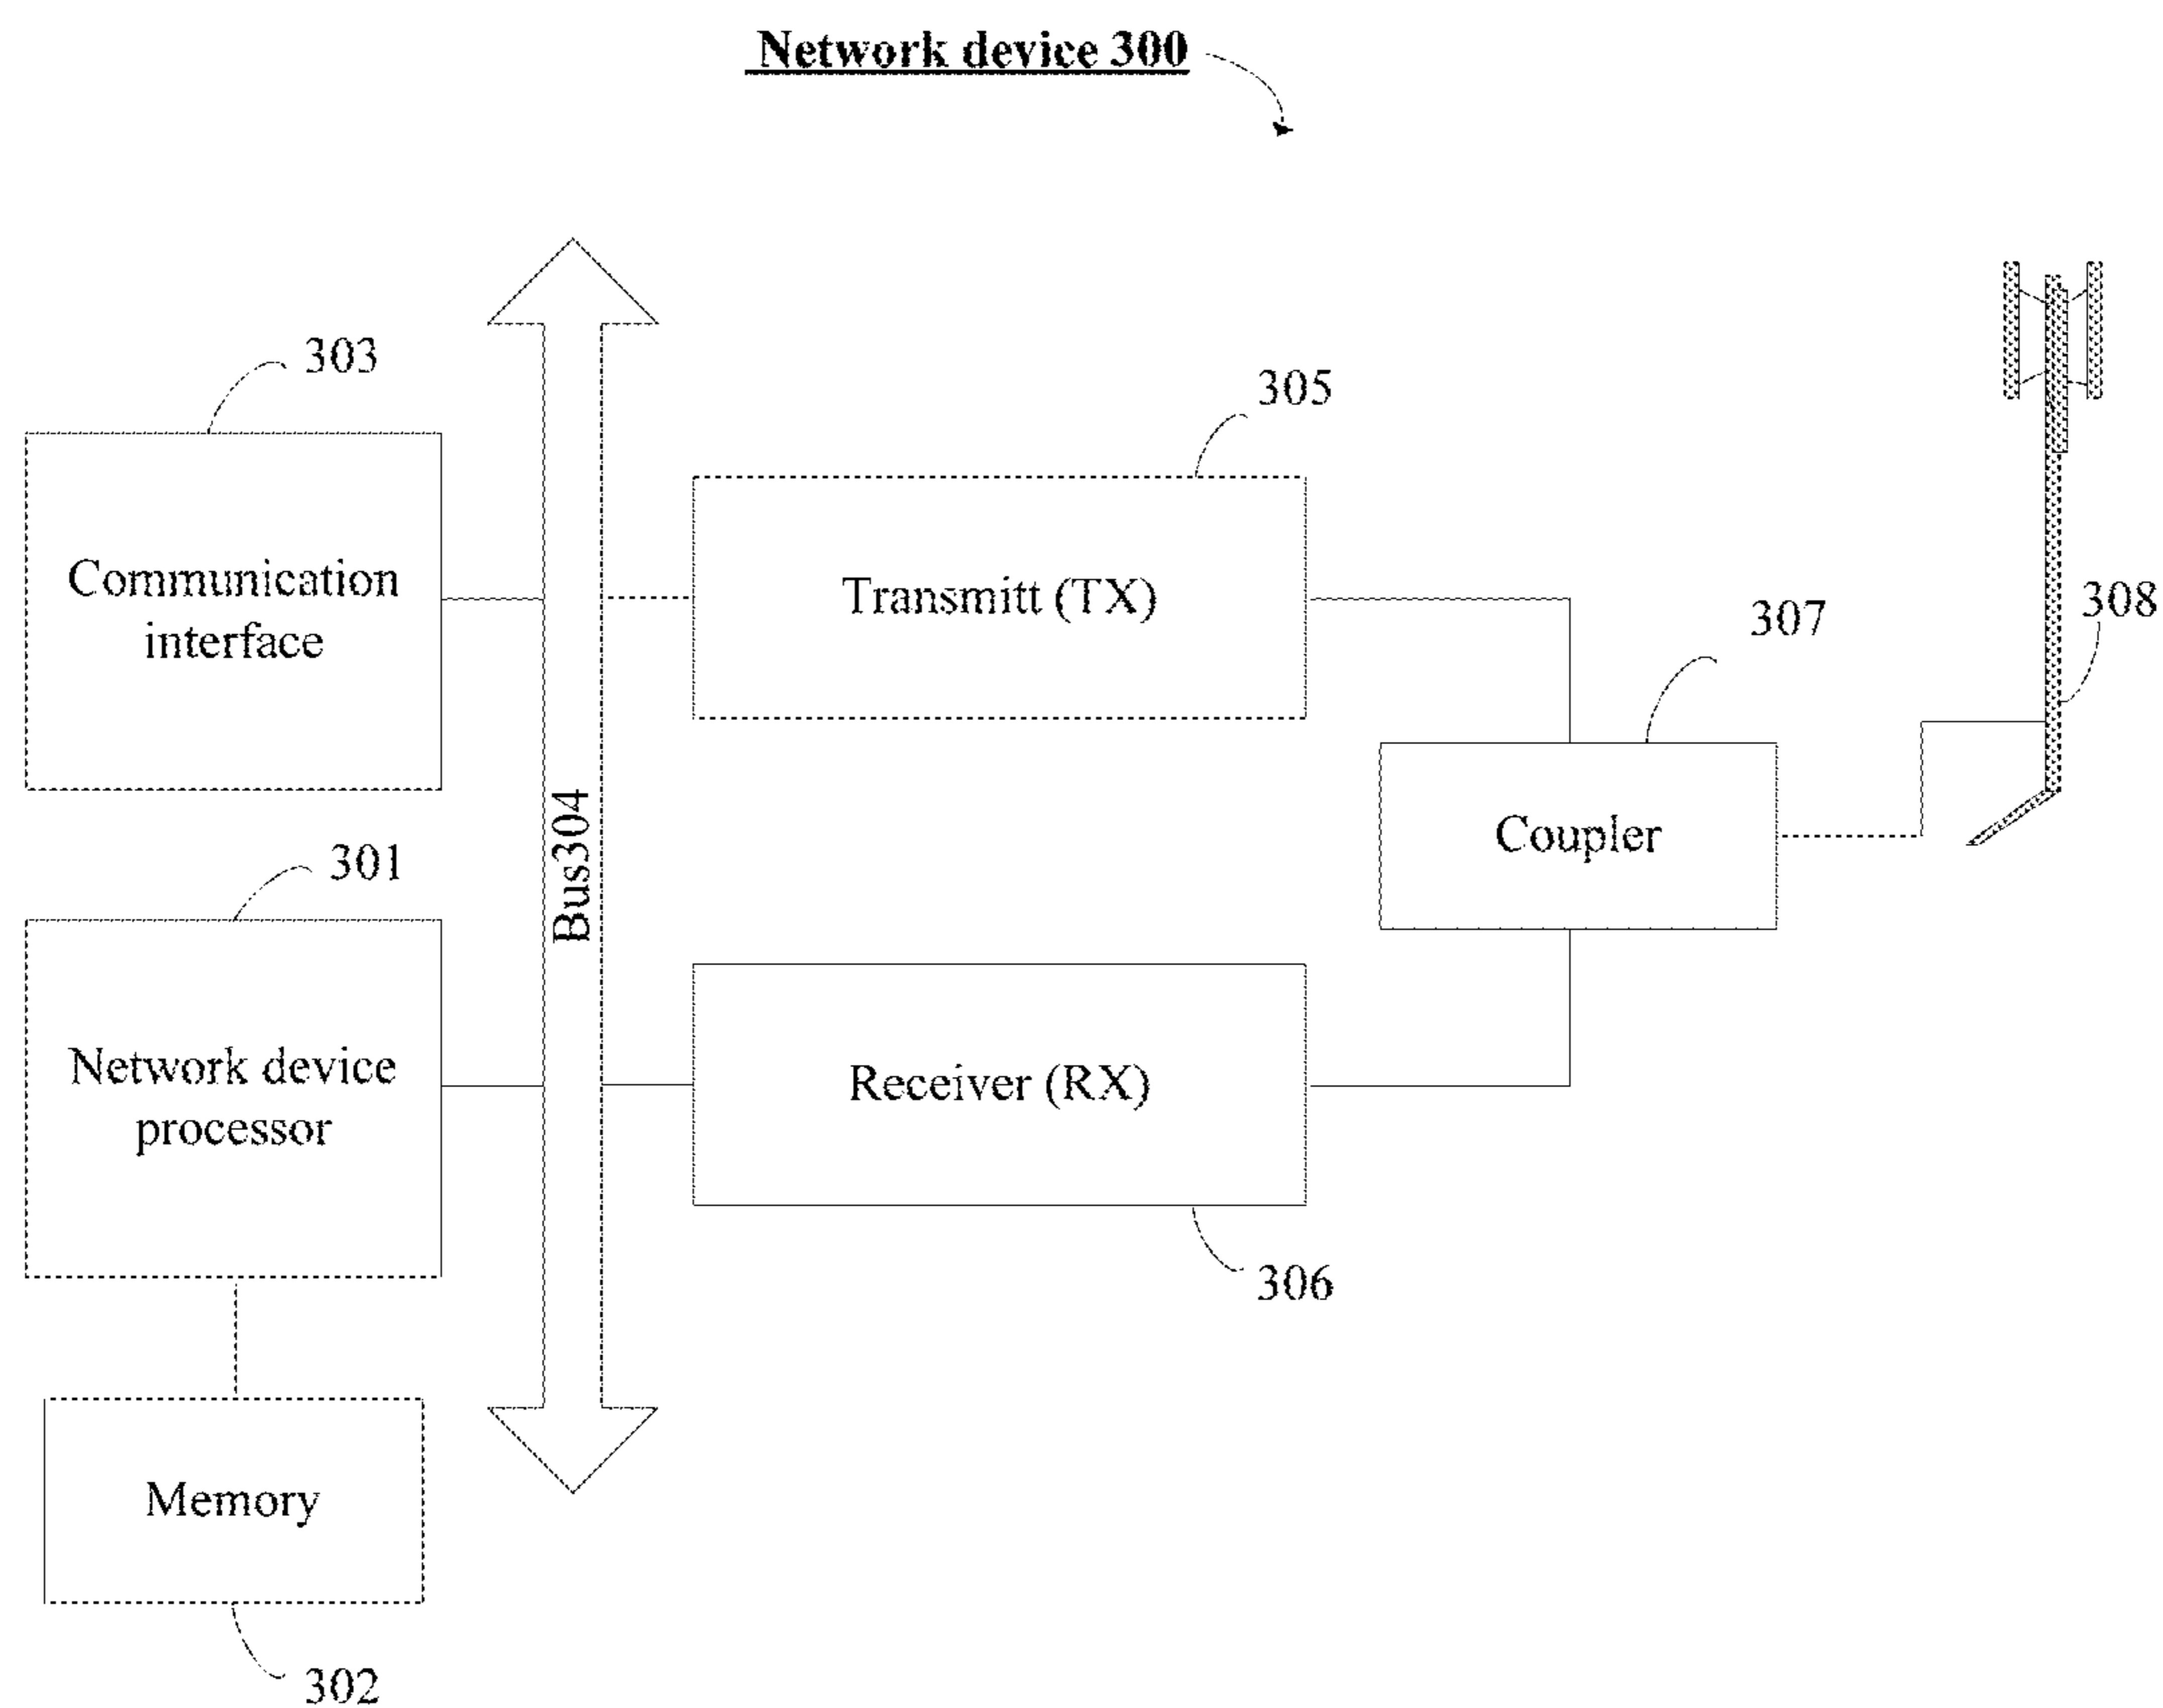 Network device 300
303
305
Communication
interface
Transmitt (TX)
307
308
Bus304
Coupler
301
Network device
processor
Receiver (RX)
306
Memory
302